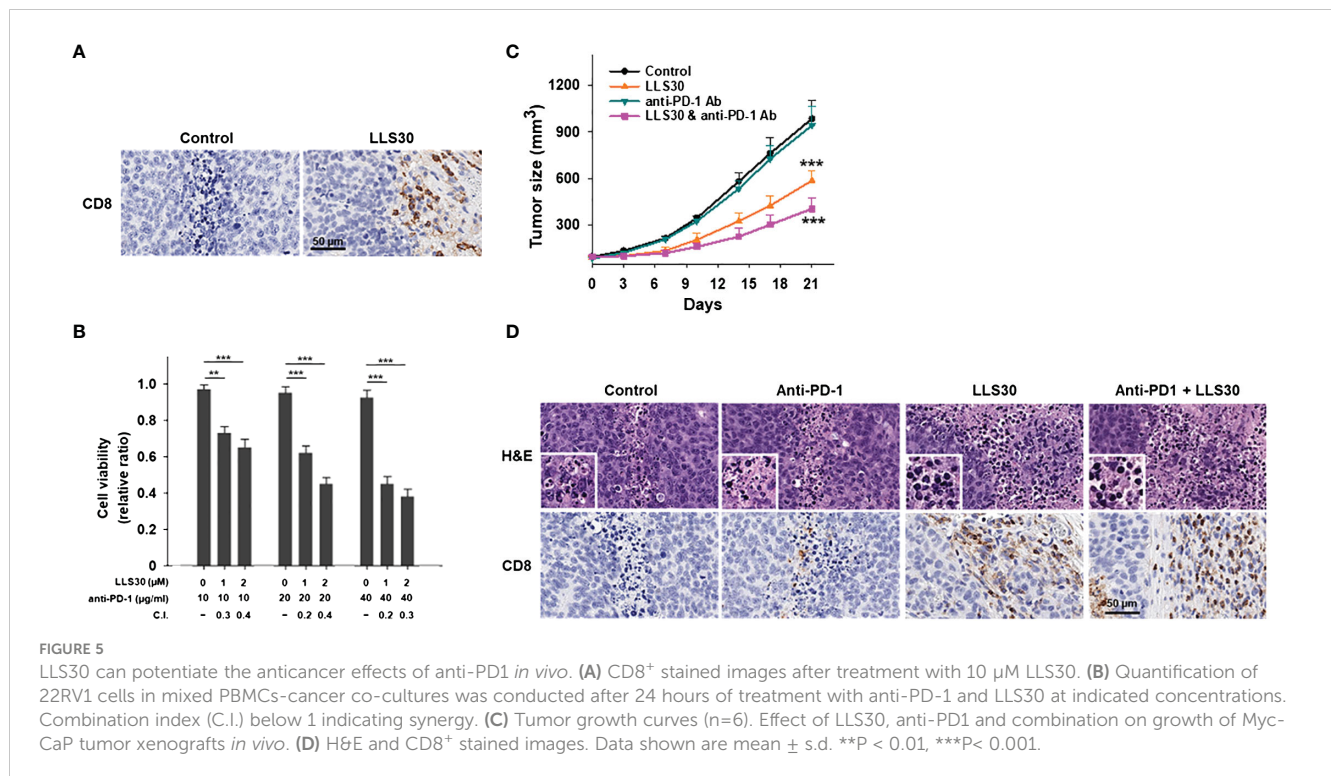 A
Control LLS30
CD8
50 µm
B
Cell viability
(relative ratio)
1.0
0.8
0.6
0.4
0.2
0
*** *** ***
** *** ***
LLS30 (µM) 0 1 2 0 1 2 0 1 2
anti-PD-1 (µg/ml) 10 10 10 20 20 20 40 40 40
C.I. – 0.3 0.4 – 0.2 0.4 – 0.2 0.3
C
Tumor size (mm³)
1200
900
600
300
Control
LLS30
anti-PD-1 Ab
LLS30 & anti-PD-1 Ab
***
***
0 3 6 9 12 15 18 21
Days
D
Control Anti-PD-1 LLS30 Anti-PD1 + LLS30
H&E
CD8
50 µm
FIGURE 5
LLS30 can potentiate the anticancer effects of anti-PD1 in vivo. (A) CD8⁺ stained images after treatment with 10 µM LLS30. (B) Quantification of
22RV1 cells in mixed PBMCs-cancer co-cultures was conducted after 24 hours of treatment with anti-PD-1 and LLS30 at indicated concentrations.
Combination index (C.I.) below 1 indicating synergy. (C) Tumor growth curves (n=6). Effect of LLS30, anti-PD1 and combination on growth of Myc-
CaP tumor xenografts in vivo. (D) H&E and CD8⁺ stained images. Data shown are mean ± s.d. **P < 0.01, ***P< 0.001.